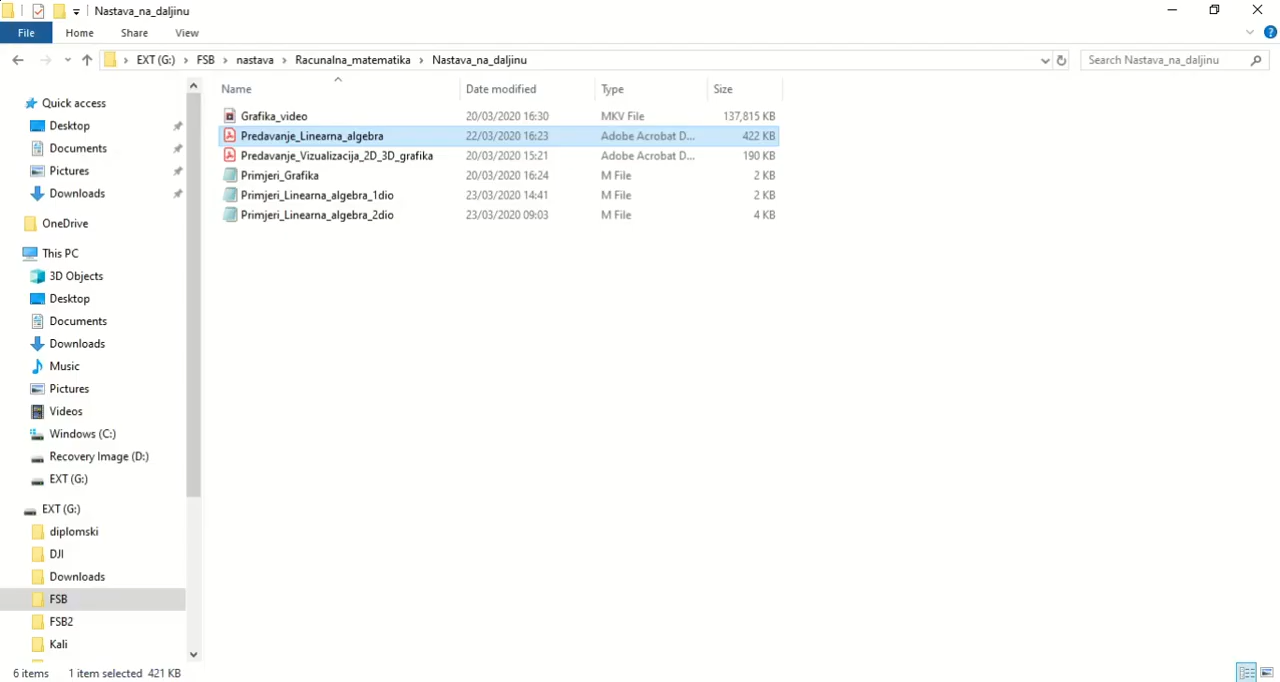 Nastava_na_daljinu
File Home Share View
EXT (G:) › FSB › nastava › Racunalna_matematika › Nastava_na_daljinu
Search Nastava_na_daljinu
Name Date modified Type Size
Grafika_video 20/03/2020 16:30 MKV File 137,815 KB
Predavanje_Linearna_algebra 22/03/2020 16:23 Adobe Acrobat D... 422 KB
Predavanje_Vizualizacija_2D_3D_grafika 20/03/2020 15:21 Adobe Acrobat D... 190 KB
Primjeri_Grafika 20/03/2020 16:24 M File 2 KB
Primjeri_Linearna_algebra_1dio 23/03/2020 14:41 M File 2 KB
Primjeri_Linearna_algebra_2dio 23/03/2020 09:03 M File 4 KB
Quick access
Desktop
Documents
Pictures
Downloads
OneDrive
This PC
3D Objects
Desktop
Documents
Downloads
Music
Pictures
Videos
Windows (C:)
Recovery Image (D:)
EXT (G:)
EXT (G:)
diplomski
DJI
Downloads
FSB
FSB2
Kali
6 items 1 item selected 421 KB